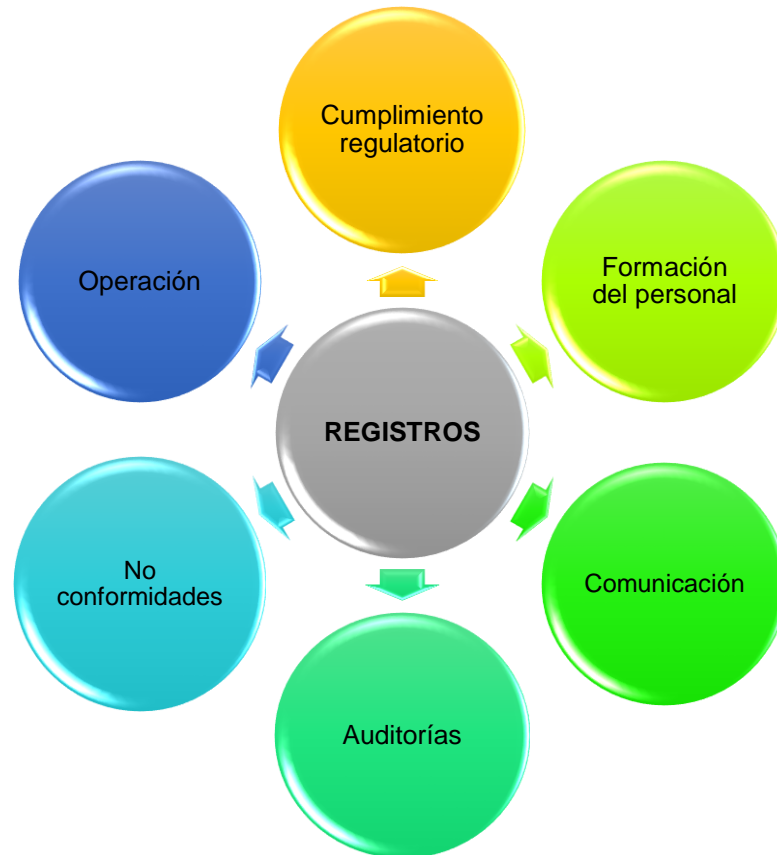 Cumplimiento
regulatorio
Operación
Formación
del personal
REGISTROS
No
conformidades
Comunicación
Auditorías